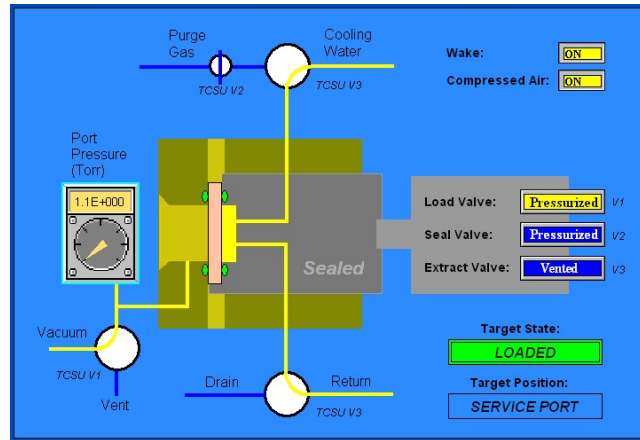 Purge
Gas
TCSU V2
Cooling
Water
TCSU V3
Wake:
ON
Compressed Air:
ON
Port
Pressure
(Torr)
1.1E+000
Load Valve:
Pressurized
V1
Seal Valve:
Pressurized
V2
Extract Valve:
Vented
V3
Sealed
Vacuum
TCSU V1
Vent
Drain
Return
TCSU V3
Target State:
LOADED
Target Position:
SERVICE PORT